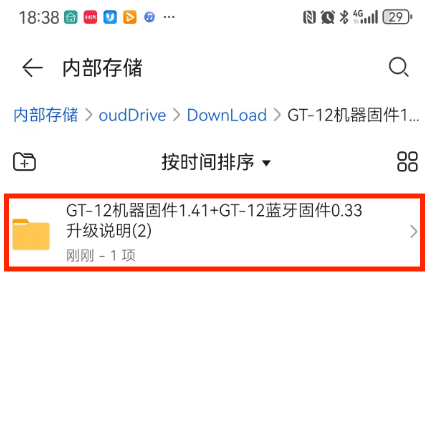 18:38 ··· 4G 29
内部存储
内部存储 > oudDrive > DownLoad > GT-12机器固件1...
按时间排序
GT-12机器固件1.41+GT-12蓝牙固件0.33
升级说明(2)
刚刚 - 1 项